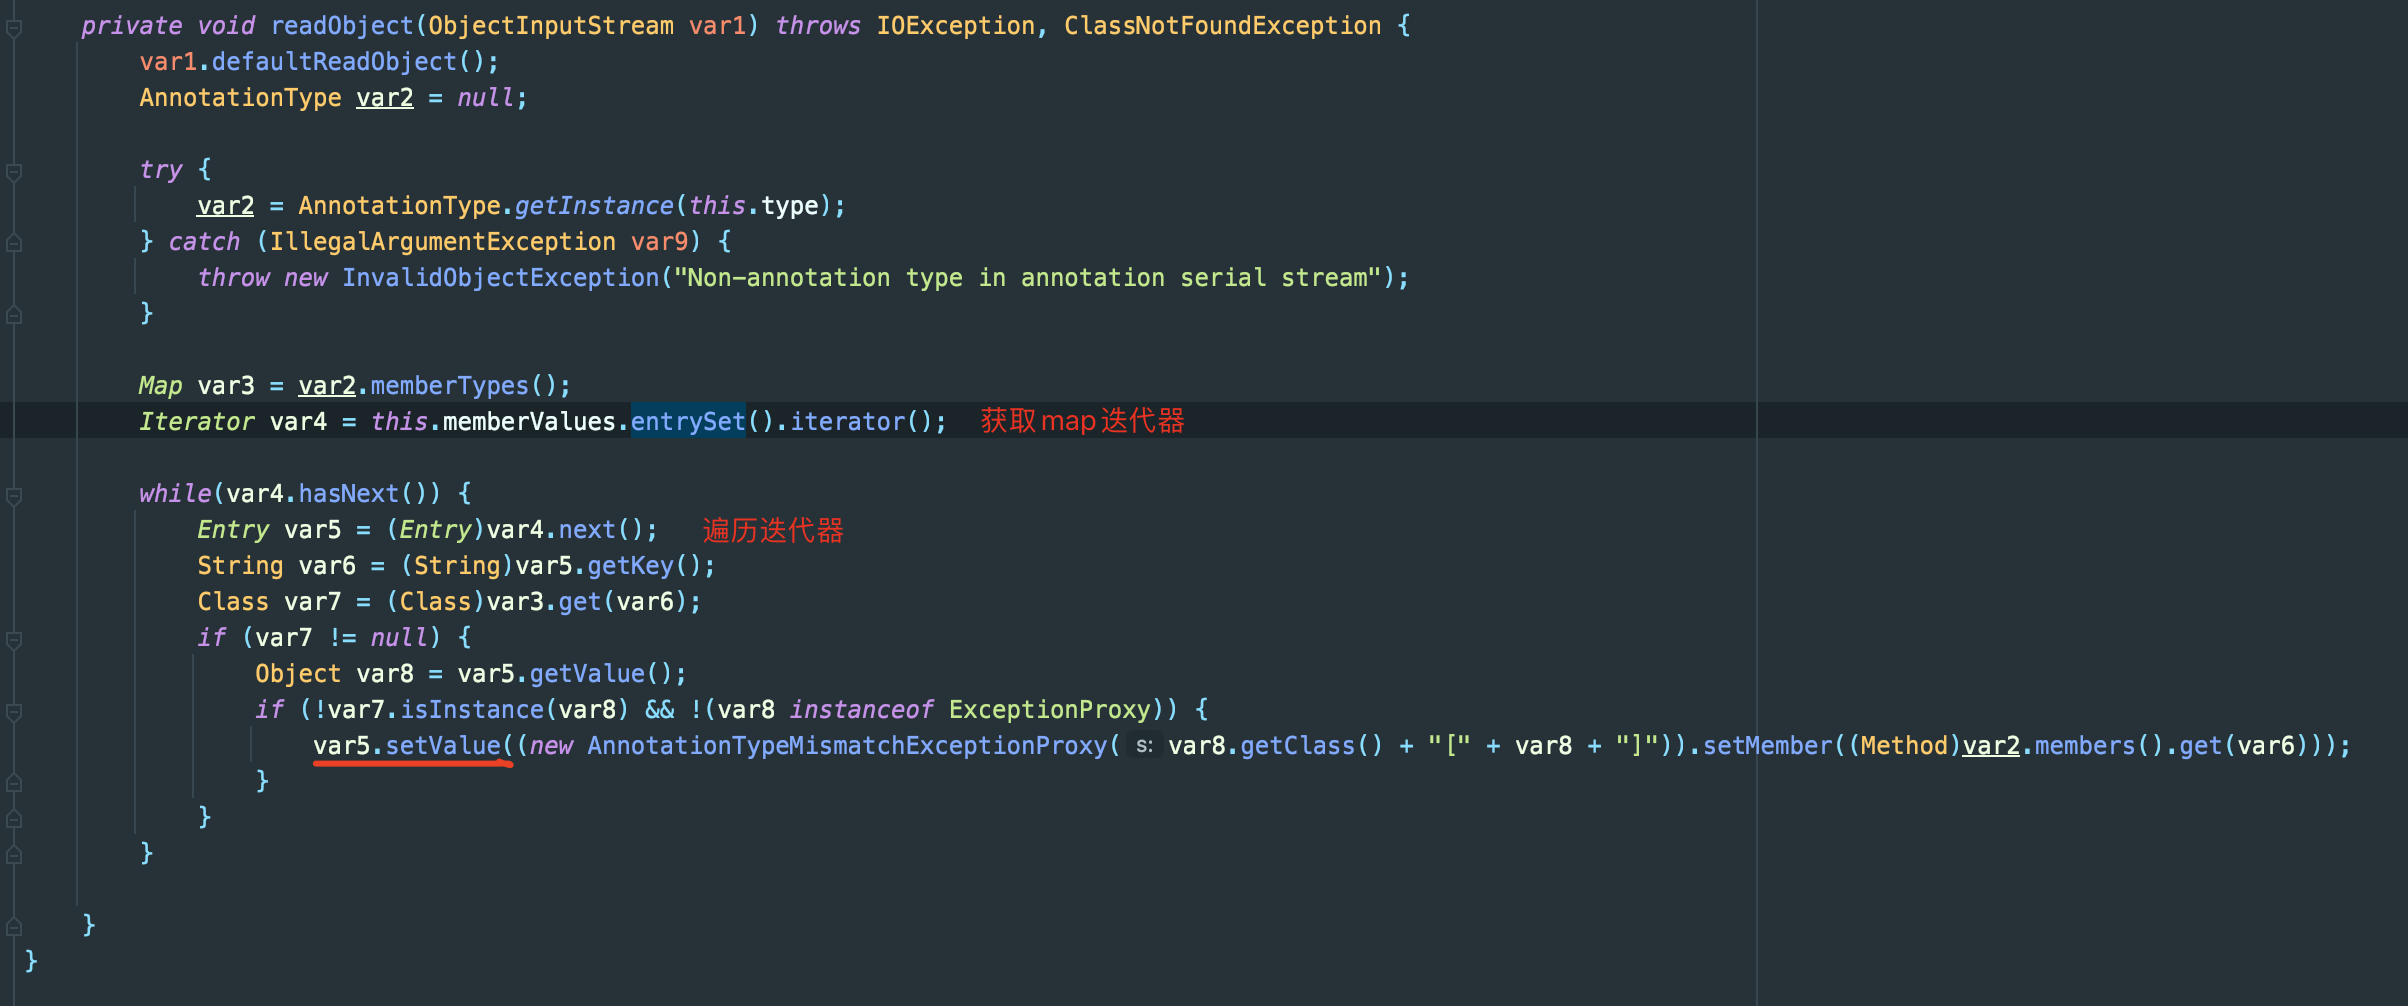 private void readObject(ObjectInputStream var1) throws IOException, ClassNotFoundException {
var1.defaultReadObject();
AnnotationType var2 = null;
try {
var2 = AnnotationType.getInstance(this.type);
} catch (IllegalArgumentException var9) {
throw new InvalidObjectException("Non-annotation type in annotation serial stream");
}
Map var3 = var2.memberTypes();
Iterator var4 = this.memberValues.entrySet().iterator(); 获取map迭代器
while(var4.hasNext()) {
Entry var5 = (Entry)var4.next(); 遍历迭代器
String var6 = (String)var5.getKey();
Class var7 = (Class)var3.get(var6);
if (var7 != null) {
Object var8 = var5.getValue();
if (!var7.isInstance(var8) && !(var8 instanceof ExceptionProxy)) {
var5.setValue((new AnnotationTypeMismatchExceptionProxy( s: var8.getClass() + "[" + var8 + "]")).setMember((Method)var2.members().get(var6)));
}
}
}
}
}